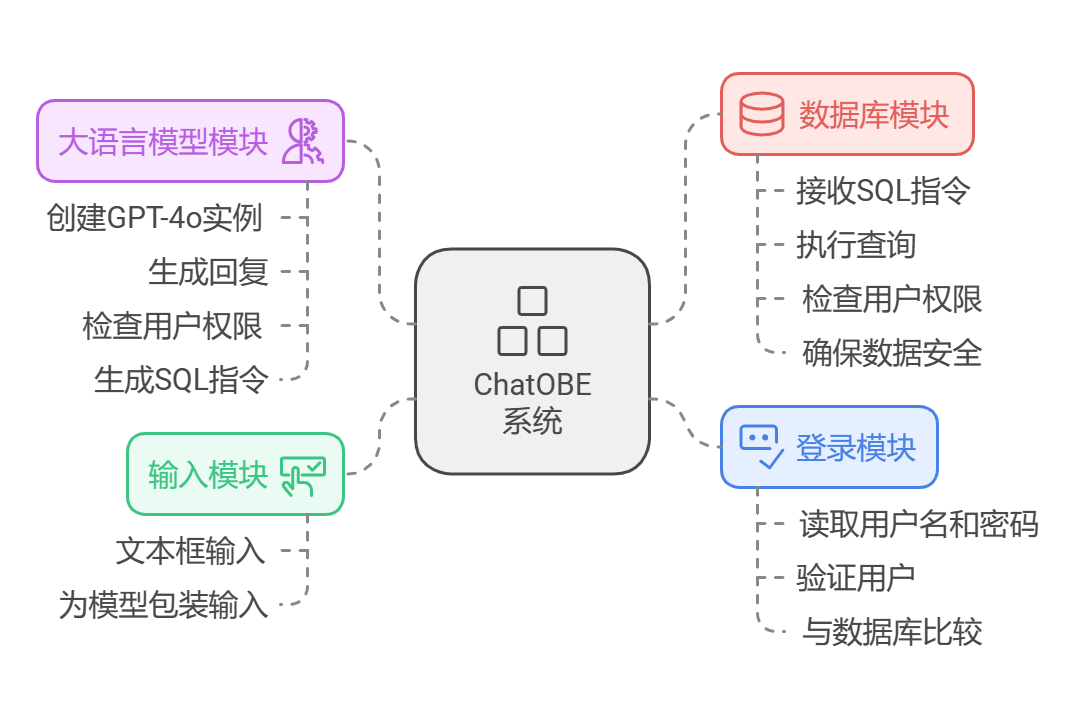 大语言模型模块
创建GPT-4o实例
生成回复
检查用户权限
生成SQL指令
输入模块
文本框输入
为模型包装输入
ChatOBE
系统
数据库模块
接收SQL指令
执行查询
检查用户权限
确保数据安全
登录模块
读取用户名和密码
验证用户
与数据库比较